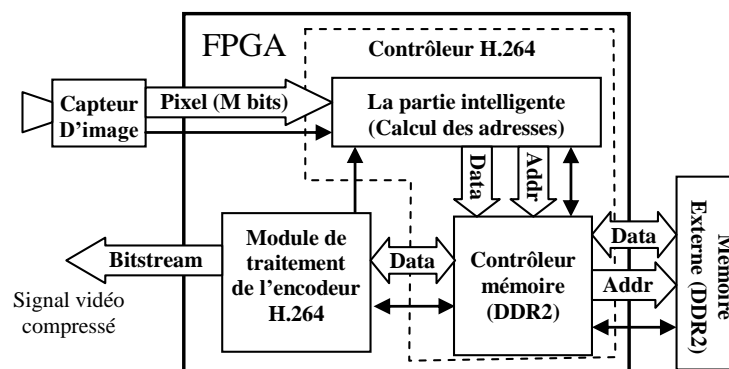 FPGA
Contrôleur H.264
Capteur
D'image
Pixel (M bits)
La partie intelligente
(Calcul des adresses)
Data
Addr
Module de
traitement
de l'encodeur
H.264
Data
Contrôleur
mémoire
(DDR2)
Data
Addr
Mémoire
Externe (DDR2)
Bitstream
Signal vidéo
compressé